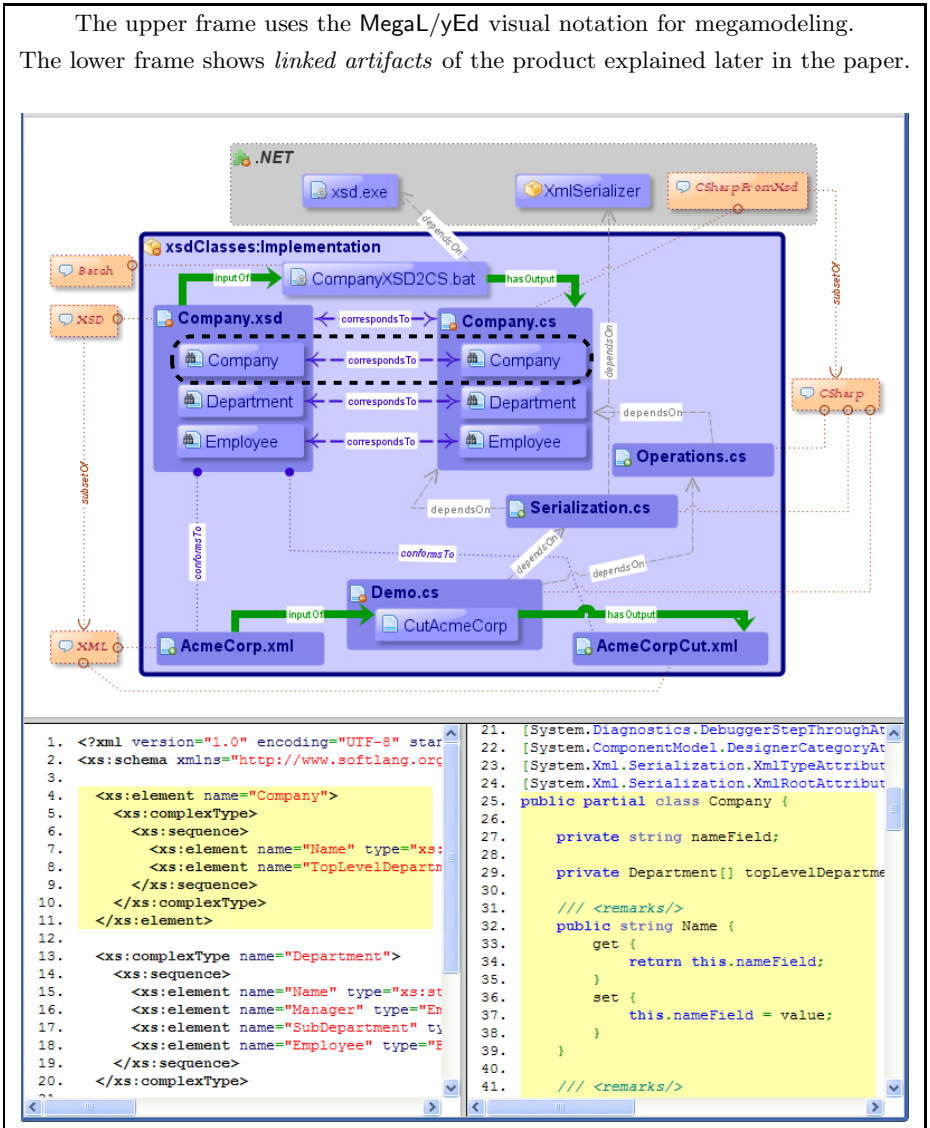 The upper frame uses the MegaL/yEd visual notation for megamodeling.
The lower frame shows linked artifacts of the product explained later in the paper.
.NET
xsd.exe
XmlSerializer
CSharpFromXsd
dependsOn
xsdClasses:Implementation
Batch
inputOf
CompanyXSD2CS.bat
hasOutput
subsetOf
XSD
Company.xsd
correspondsTo
Company.cs
Company
correspondsTo
Company
dependsOn
Department
correspondsTo
Department
dependsOn
CSharp
Employee
correspondsTo
Employee
Operations.cs
subsetOf
dependsOn
Serialization.cs
conformsTo
conformsTo
dependsOn
dependsOn
Demo.cs
inputOf
CutAcmeCorp
hasOutput
XML
AcmeCorp.xml
AcmeCorpCut.xml
1. <?xml version="1.0" encoding="UTF-8" star
2. <xs:schema xmlns="http://www.softlang.org
3.
4. <xs:element name="Company">
5. <xs:complexType>
6. <xs:sequence>
7. <xs:element name="Name" type="xs:
8. <xs:element name="TopLevelDepartm
9. </xs:sequence>
10. </xs:complexType>
11. </xs:element>
12.
13. <xs:complexType name="Department">
14. <xs:sequence>
15. <xs:element name="Name" type="xs:st
16. <xs:element name="Manager" type="Em
17. <xs:element name="SubDepartment" ty
18. <xs:element name="Employee" type="E
19. </xs:sequence>
20. </xs:complexType>
21. [System.Diagnostics.DebuggerStepThroughAt
22. [System.ComponentModel.DesignerCategoryAt
23. [System.Xml.Serialization.XmlTypeAttribut
24. [System.Xml.Serialization.XmlRootAttribut
25. public partial class Company {
26.
27. private string nameField;
28.
29. private Department[] topLevelDepartme
30.
31. /// <remarks/>
32. public string Name {
33. get {
34. return this.nameField;
35. }
36. set {
37. this.nameField = value;
38. }
39. }
40.
41. /// <remarks/>